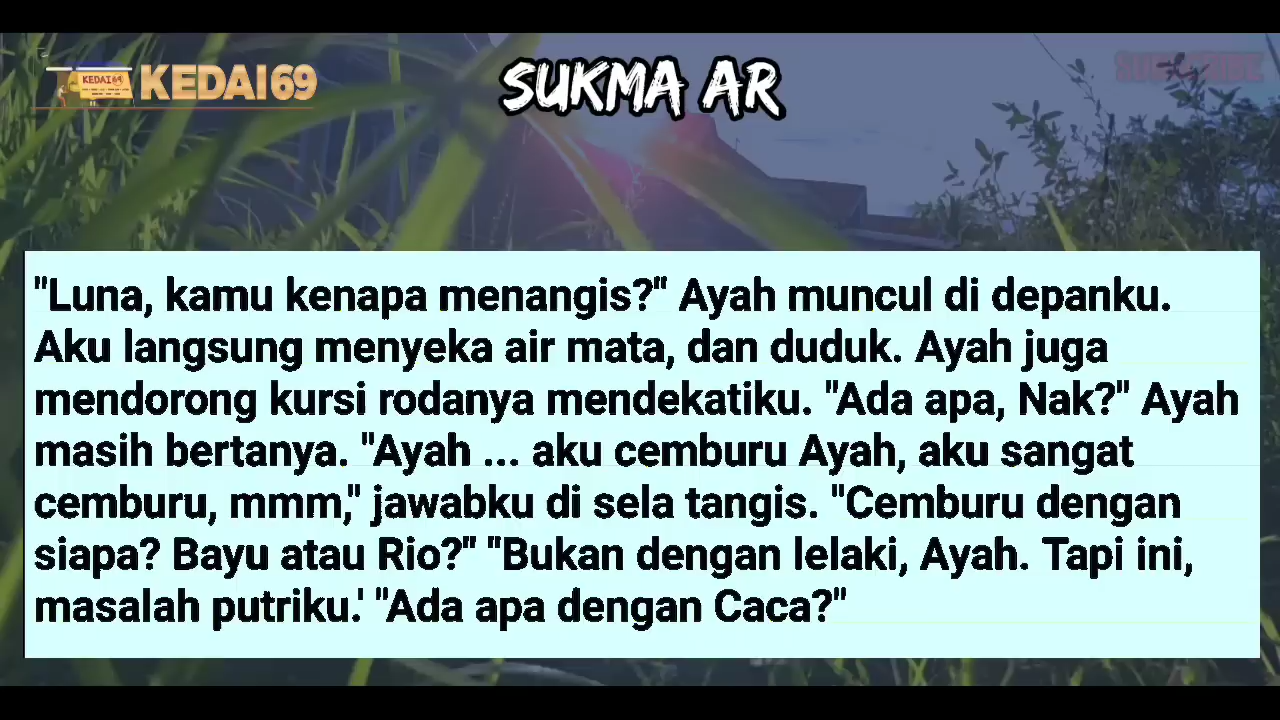 KEDAI69
KEDAI69
SUKMA AR
SUBSCRIBE
"Luna, kamu kenapa menangis?" Ayah muncul di depanku.
Aku langsung menyeka air mata, dan duduk. Ayah juga
mendorong kursi rodanya mendekatiku. "Ada apa, Nak?" Ayah
masih bertanya. "Ayah ... aku cemburu Ayah, aku sangat
cemburu, mmm," jawabku di sela tangis. "Cemburu dengan
siapa? Bayu atau Rio?" "Bukan dengan lelaki, Ayah. Tapi ini,
masalah putriku.' "Ada apa dengan Caca?"